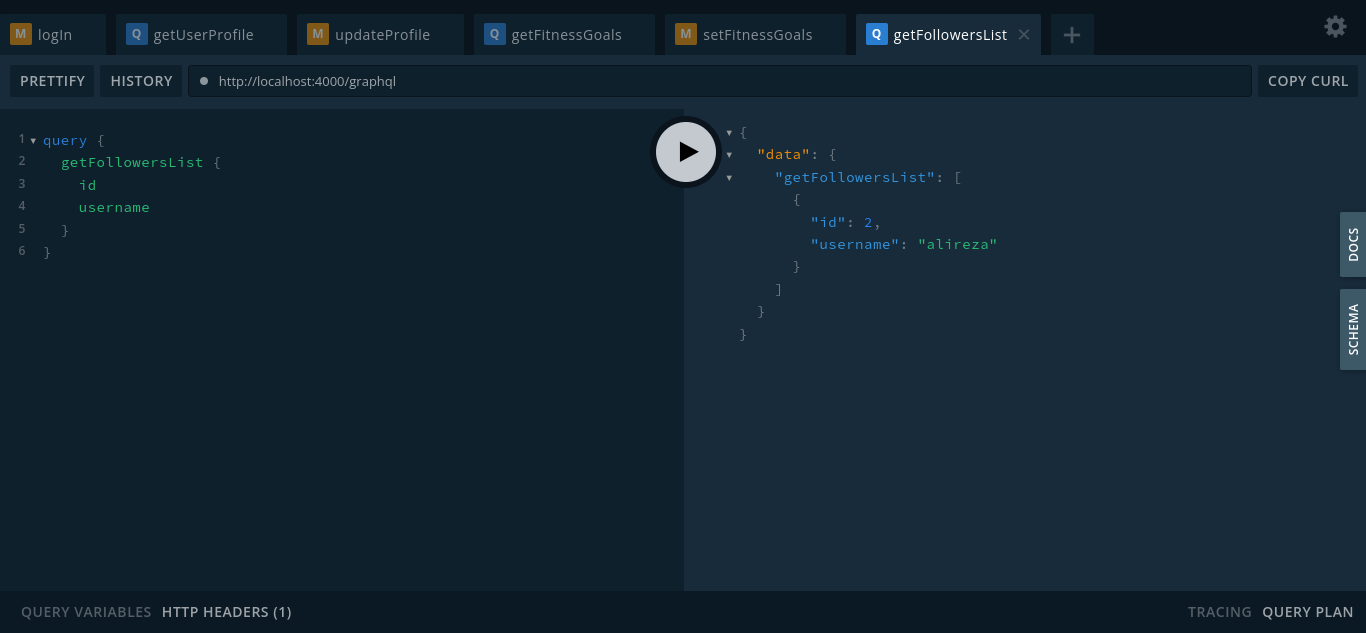 M logIn Q getUserProfile M updateProfile Q getFitnessGoals M setFitnessGoals Q getFollowersList × +
PRETTIFY HISTORY http://localhost:4000/graphql COPY CURL
1 query {
2 getFollowersList {
3 id
4 username
5 }
6 }
{
"data": {
"getFollowersList": [
{
"id": 2,
"username": "alireza"
}
]
}
}
DOCS
SCHEMA
QUERY VARIABLES HTTP HEADERS (1) TRACING QUERY PLAN